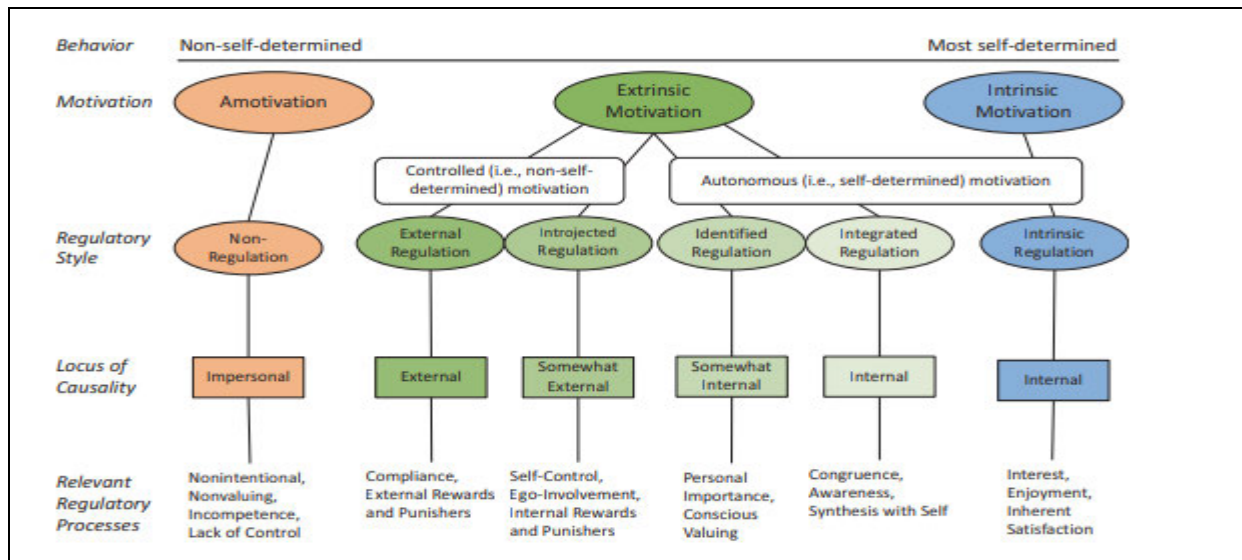 Behavior Non-self-determined Most self-determined
Motivation Amotivation Extrinsic Motivation Intrinsic Motivation
Controlled (i.e., non-self-
determined) motivation
Autonomous (i.e., self-determined) motivation
Regulatory
Style
Non-
Regulation
External
Regulation
Introjected
Regulation
Identified
Regulation
Integrated
Regulation
Intrinsic
Regulation
Locus of
Causality
Impersonal
External
Somewhat
External
Somewhat
Internal
Internal
Internal
Relevant
Regulatory
Processes
Nonintentional,
Nonvaluing,
Incompetence,
Lack of Control
Compliance,
External Rewards
and Punishers
Self-Control,
Ego-Involvement,
Internal Rewards
and Punishers
Personal
Importance,
Conscious
Valuing
Congruence,
Awareness,
Synthesis with Self
Interest,
Enjoyment,
Inherent
Satisfaction